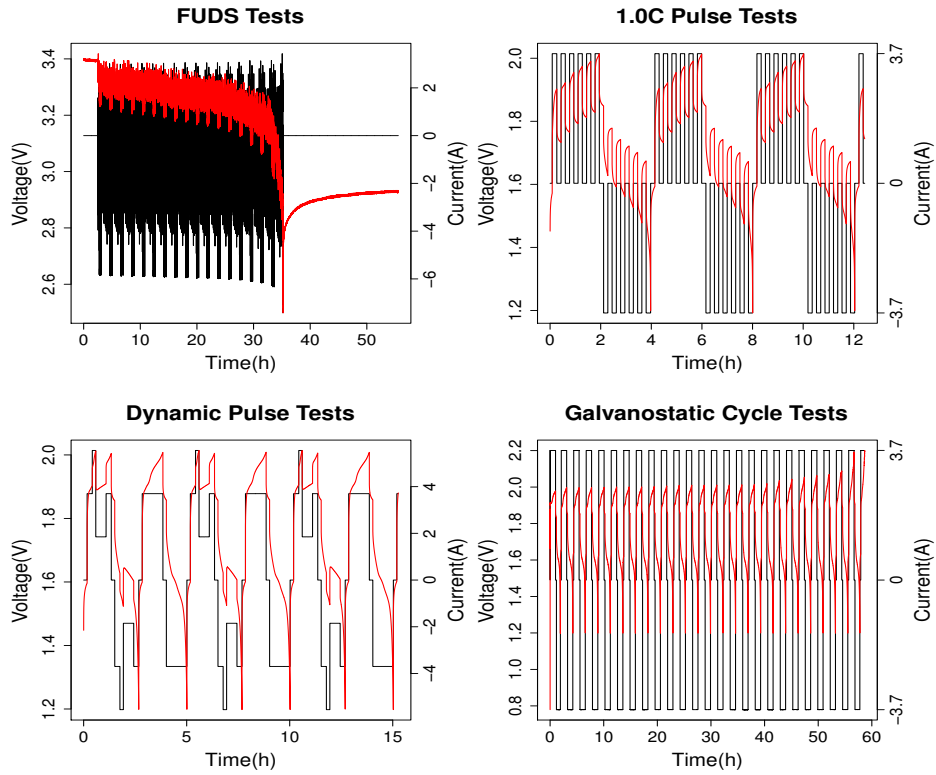 FUDS Tests
Voltage(V)
3.4
3.2
3.0
2.8
2.6
2
0
−2
−4
−6
Current(A)
0 10 20 30 40 50
Time(h)
1.0C Pulse Tests
Voltage(V)
2.0
1.8
1.6
1.4
1.2
3.7
0
−3.7
Current(A)
0 2 4 6 8 10 12
Time(h)
Dynamic Pulse Tests
Voltage(V)
2.0
1.8
1.6
1.4
1.2
4
2
0
−2
−4
Current(A)
0 5 10 15
Time(h)
Galvanostatic Cycle Tests
Voltage(V)
2.2
2.0
1.8
1.6
1.4
1.2
1.0
0.8
3.7
0
−3.7
Current(A)
0 10 20 30 40 50 60
Time(h)